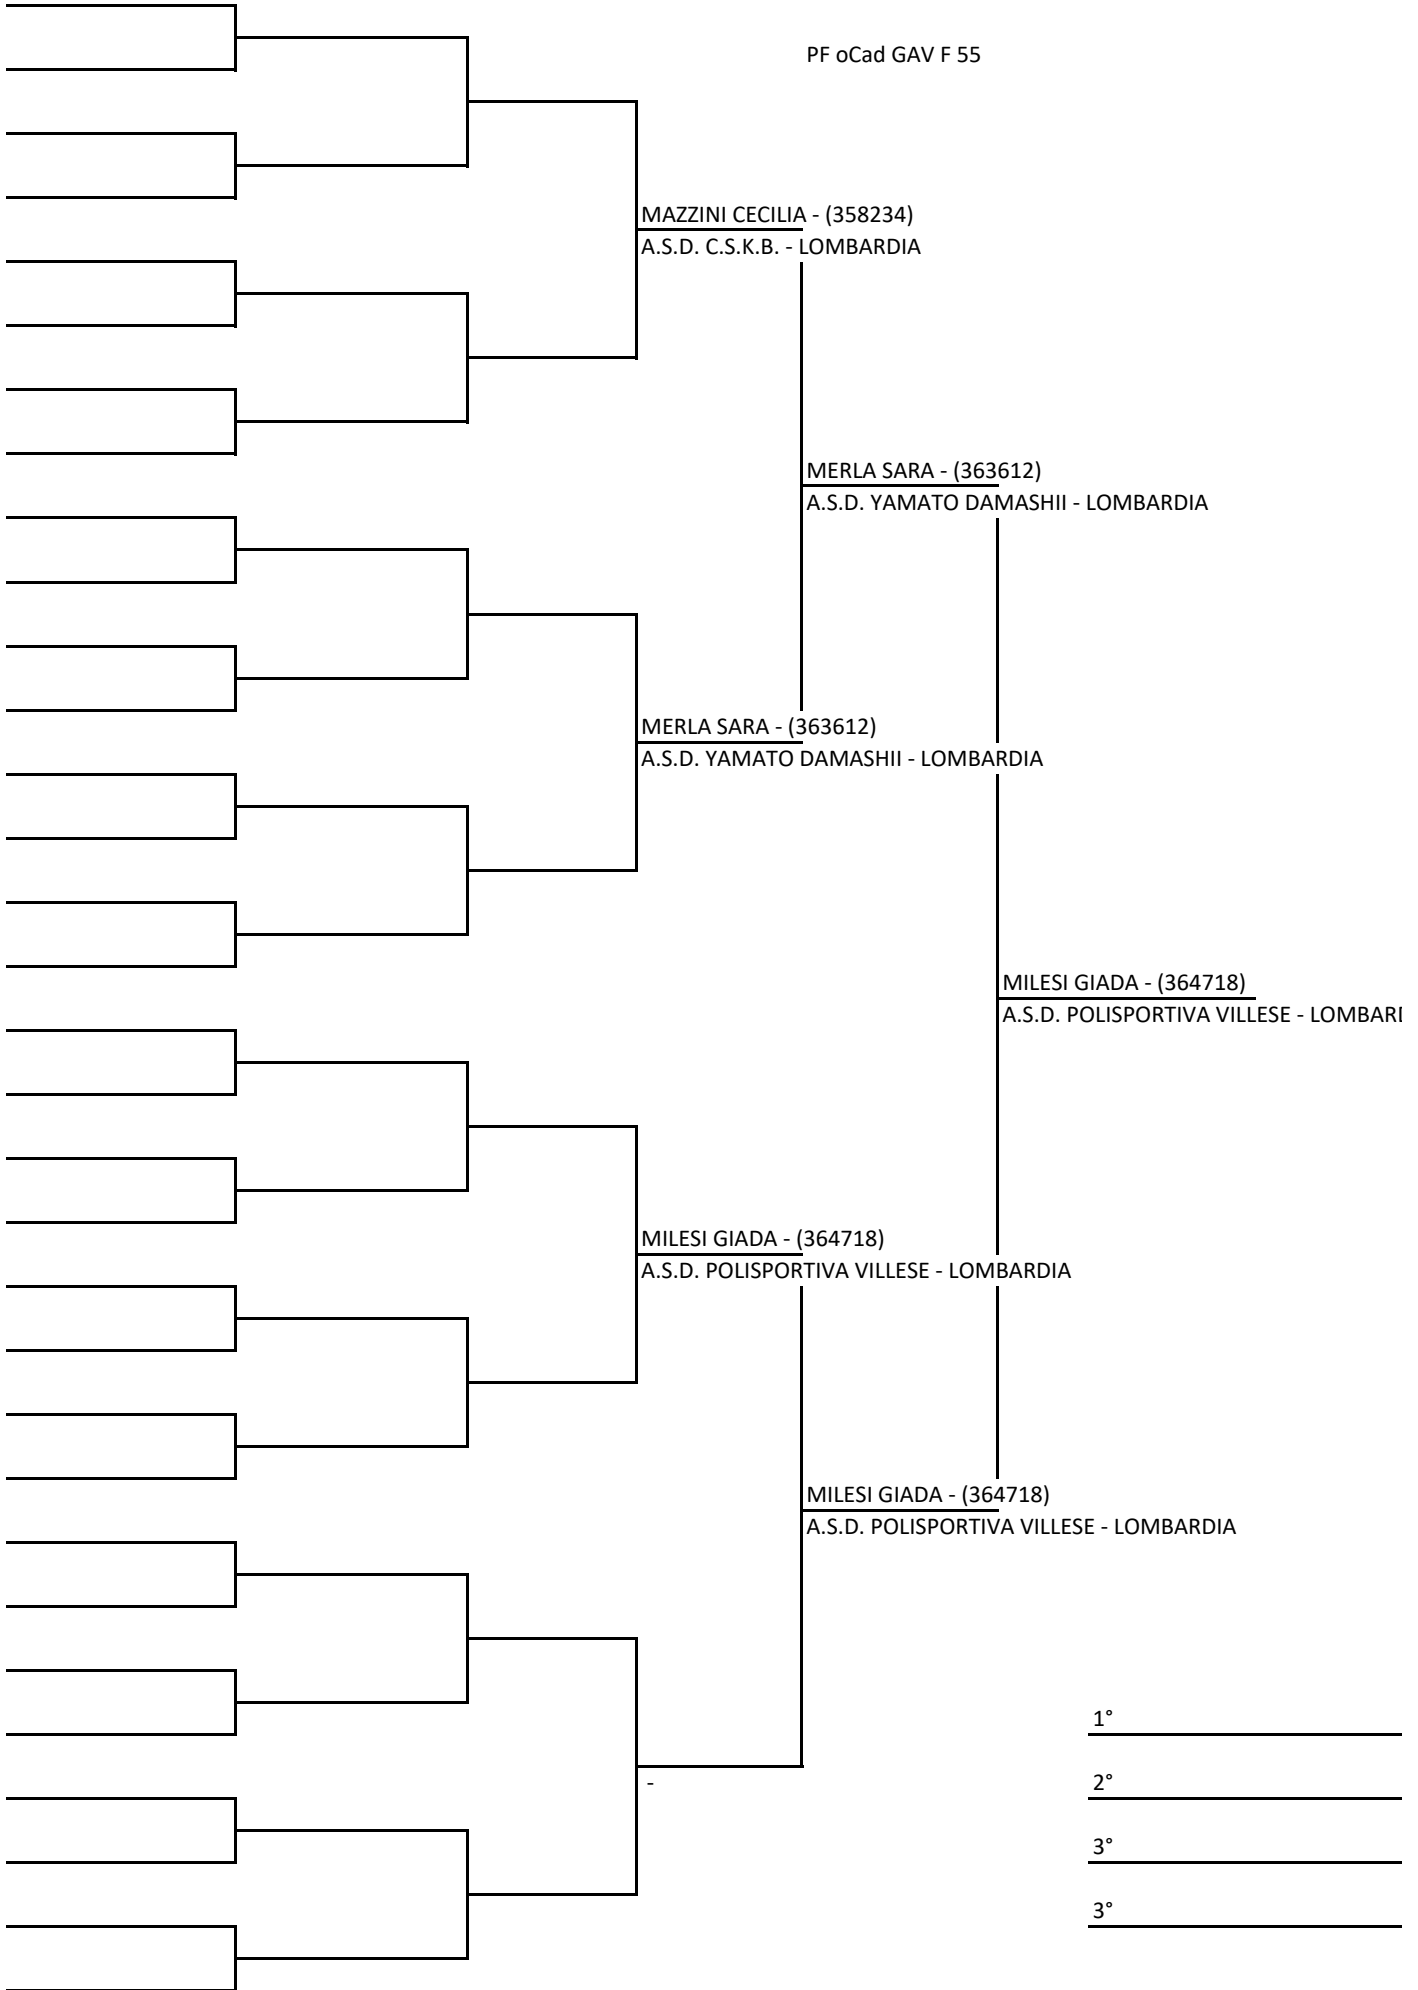 PF oCad GAV F 55
MAZZINI CECILIA - (358234)
A.S.D. C.S.K.B. - LOMBARDIA
MERLA SARA - (363612)
A.S.D. YAMATO DAMASHII - LOMBARDIA
MERLA SARA - (363612)
A.S.D. YAMATO DAMASHII - LOMBARDIA
MILESI GIADA - (364718)
A.S.D. POLISPORTIVA VILLESE - LOMBARD
MILESI GIADA - (364718)
A.S.D. POLISPORTIVA VILLESE - LOMBARDIA
MILESI GIADA - (364718)
A.S.D. POLISPORTIVA VILLESE - LOMBARDIA
1°
-
2°
3°
3°